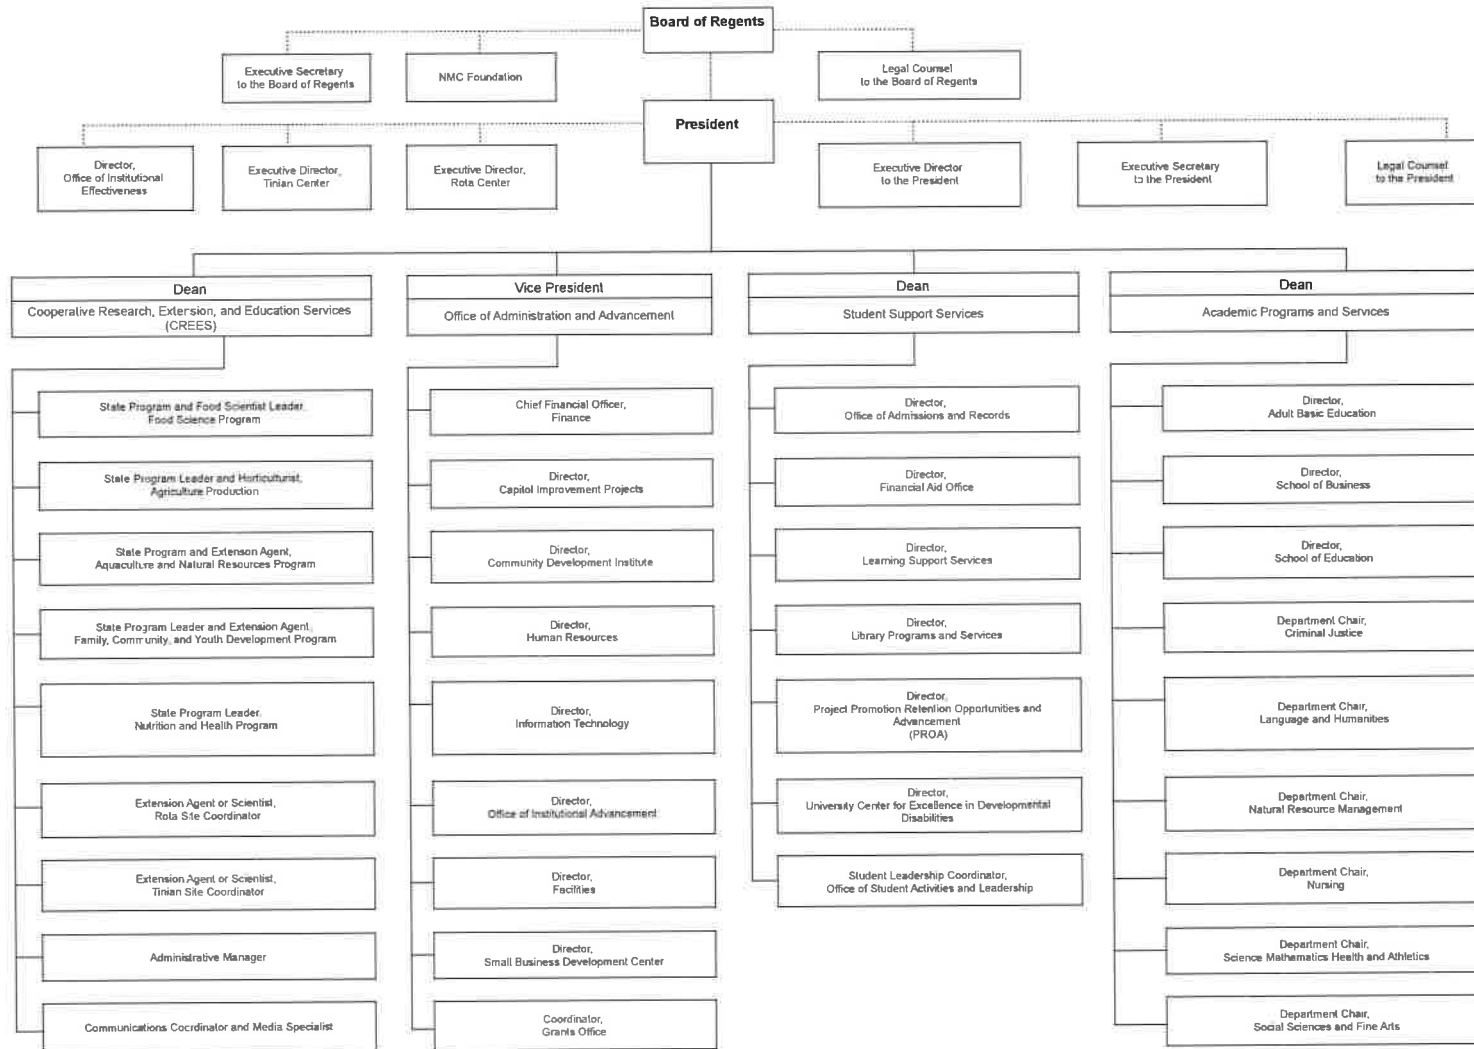 Board of Regents
Executive Secretary
to the Board of Regents
NMC Foundation
Legal Counsel
to the Board of Regents
President
Director,
Office of Institutional
Effectiveness
Executive Director,
Tinian Center
Executive Director,
Rota Center
Executive Director
to the President
Executive Secretary
to the President
Legal Counsel
to the President
Dean
Cooperative Research, Extension, and Education Services
(CREES)
State Program and Food Scientist Leader,
Food Science Program
State Program Leader and Horticulturist,
Agriculture Production
State Program and Extenson Agent,
Aquaculture and Natural Resources Program
State Program Leader and Extension Agent,
Family, Community, and Youth Development Program
State Program Leader,
Nutrition and Health Program
Extension Agent or Scientist,
Rota Site Coordinator
Extension Agent or Scientist,
Tinian Site Coordinator
Administrative Manager
Communications Coordinator and Media Specialist
Vice President
Office of Administration and Advancement
Chief Financial Officer,
Finance
Director,
Capitol Improvement Projects
Director,
Community Development Institute
Director,
Human Resources
Director,
Information Technology
Director,
Office of Institutional Advancement
Director,
Facilities
Director,
Small Business Development Center
Coordinator,
Grants Office
Dean
Student Support Services
Director,
Office of Admissions and Records
Director,
Financial Aid Office
Director,
Learning Support Services
Director,
Library Programs and Services
Director,
Project Promotion Retention Opportunities and
Advancement
(PROA)
Director,
University Center for Excellence in Developmental
Disabilities
Student Leadership Coordinator,
Office of Student Activities and Leadership
Dean
Academic Programs and Services
Director,
Adult Basic Education
Director,
School of Business
Director,
School of Education
Department Chair,
Criminal Justice
Department Chair,
Language and Humanities
Department Chair,
Natural Resource Management
Department Chair,
Nursing
Department Chair,
Science Mathematics Health and Athletics
Department Chair,
Social Sciences and Fine Arts